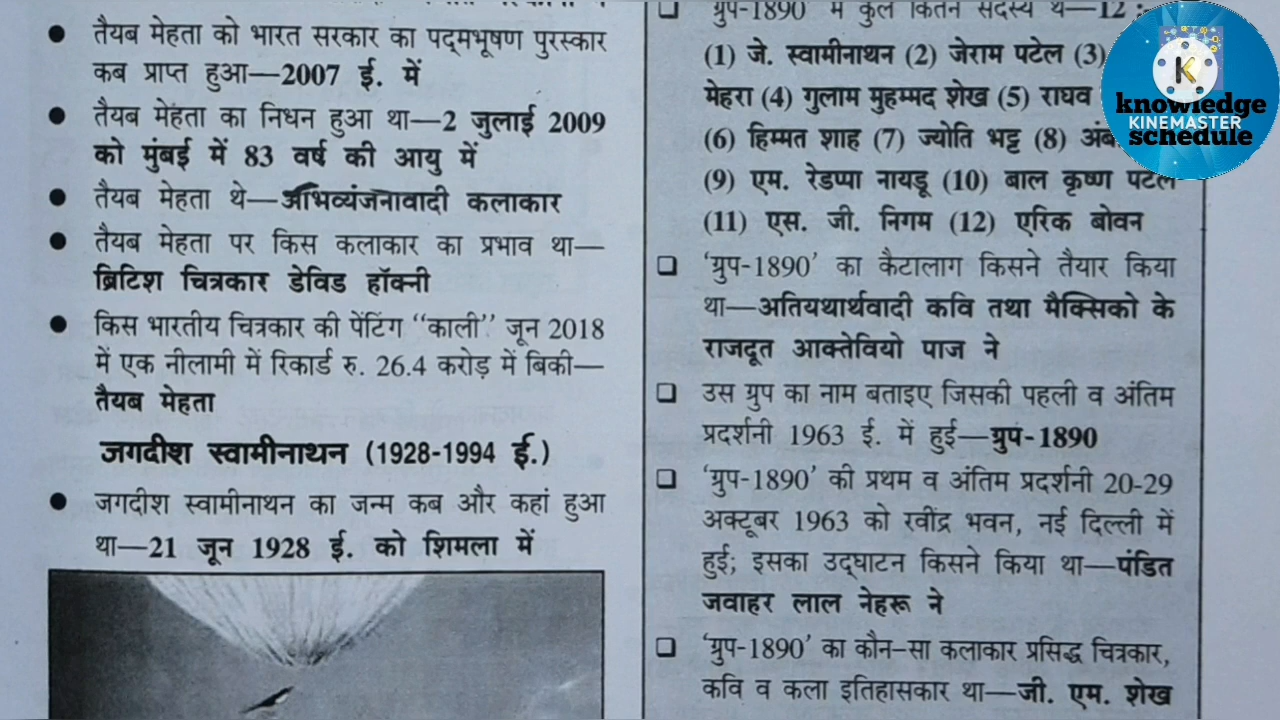 तैयब मेहता को भारत सरकार का पद्मभूषण पुरस्कार
कब प्राप्त हुआ—2007 ई. में
तैयब मेहता का निधन हुआ था—2 जुलाई 2009
को मुंबई में 83 वर्ष की आयु में
तैयब मेहता थे—अभिव्यंजनावादी कलाकार
तैयब मेहता पर किस कलाकार का प्रभाव था—
ब्रिटिश चित्रकार डेविड हॉक्नी
किस भारतीय चित्रकार की पेंटिंग “काली” जून 2018
में एक नीलामी में रिकार्ड रु. 26.4 करोड़ में बिकी—
तैयब मेहता
जगदीश स्वामीनाथन (1928-1994 ई.)
जगदीश स्वामीनाथन का जन्म कब और कहां हुआ
था—21 जून 1928 ई. को शिमला में
ग्रुप-1890 में कुल कितने सदस्य थे—12 :
(1) जे. स्वामीनाथन (2) जेराम पटेल (3)
मेहरा (4) गुलाम मुहम्मद शेख (5) राघव
(6) हिम्मत शाह (7) ज्योति भट्ट (8)
(9) एम. रेडप्पा नायडू (10) बाल कृष्ण पटेल
(11) एस. जी. निगम (12) एरिक बोवन
‘ग्रुप-1890’ का कैटालाग किसने तैयार किया
था—अतियथार्थवादी कवि तथा मैक्सिको के
राजदूत आक्तेवियो पाज ने
उस ग्रुप का नाम बताइए जिसकी पहली व अंतिम
प्रदर्शनी 1963 ई. में हुई—ग्रुप-1890
‘ग्रुप-1890’ की प्रथम व अंतिम प्रदर्शनी 20-29
अक्टूबर 1963 को रवींद्र भवन, नई दिल्ली में
हुई; इसका उद्घाटन किसने किया था—पंडित
जवाहर लाल नेहरू ने
‘ग्रुप-1890’ का कौन-सा कलाकार प्रसिद्ध चित्रकार,
कवि व कला इतिहासकार था—जी. एम. शेख
K
knowledge
KINEMASTER
schedule